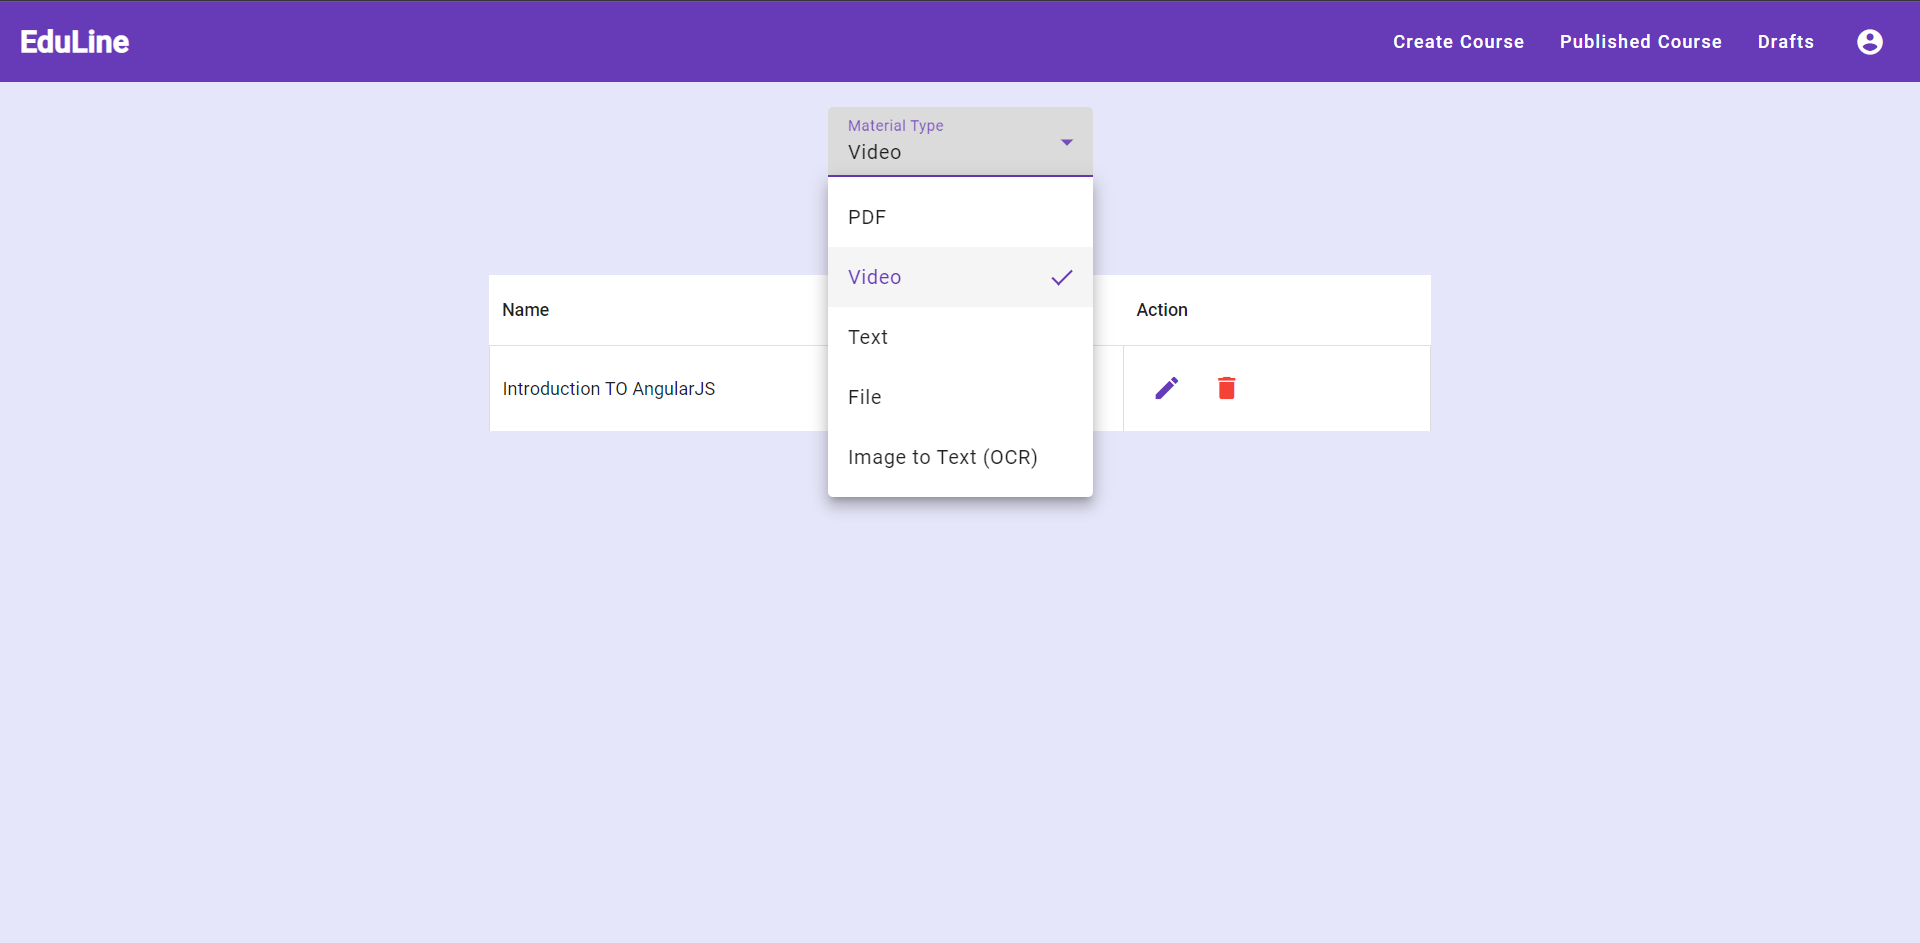 EduLine
Create Course
Published Course
Drafts
Material Type
Video
PDF
Video
Text
File
Image to Text (OCR)
Name
Action
Introduction TO AngularJS